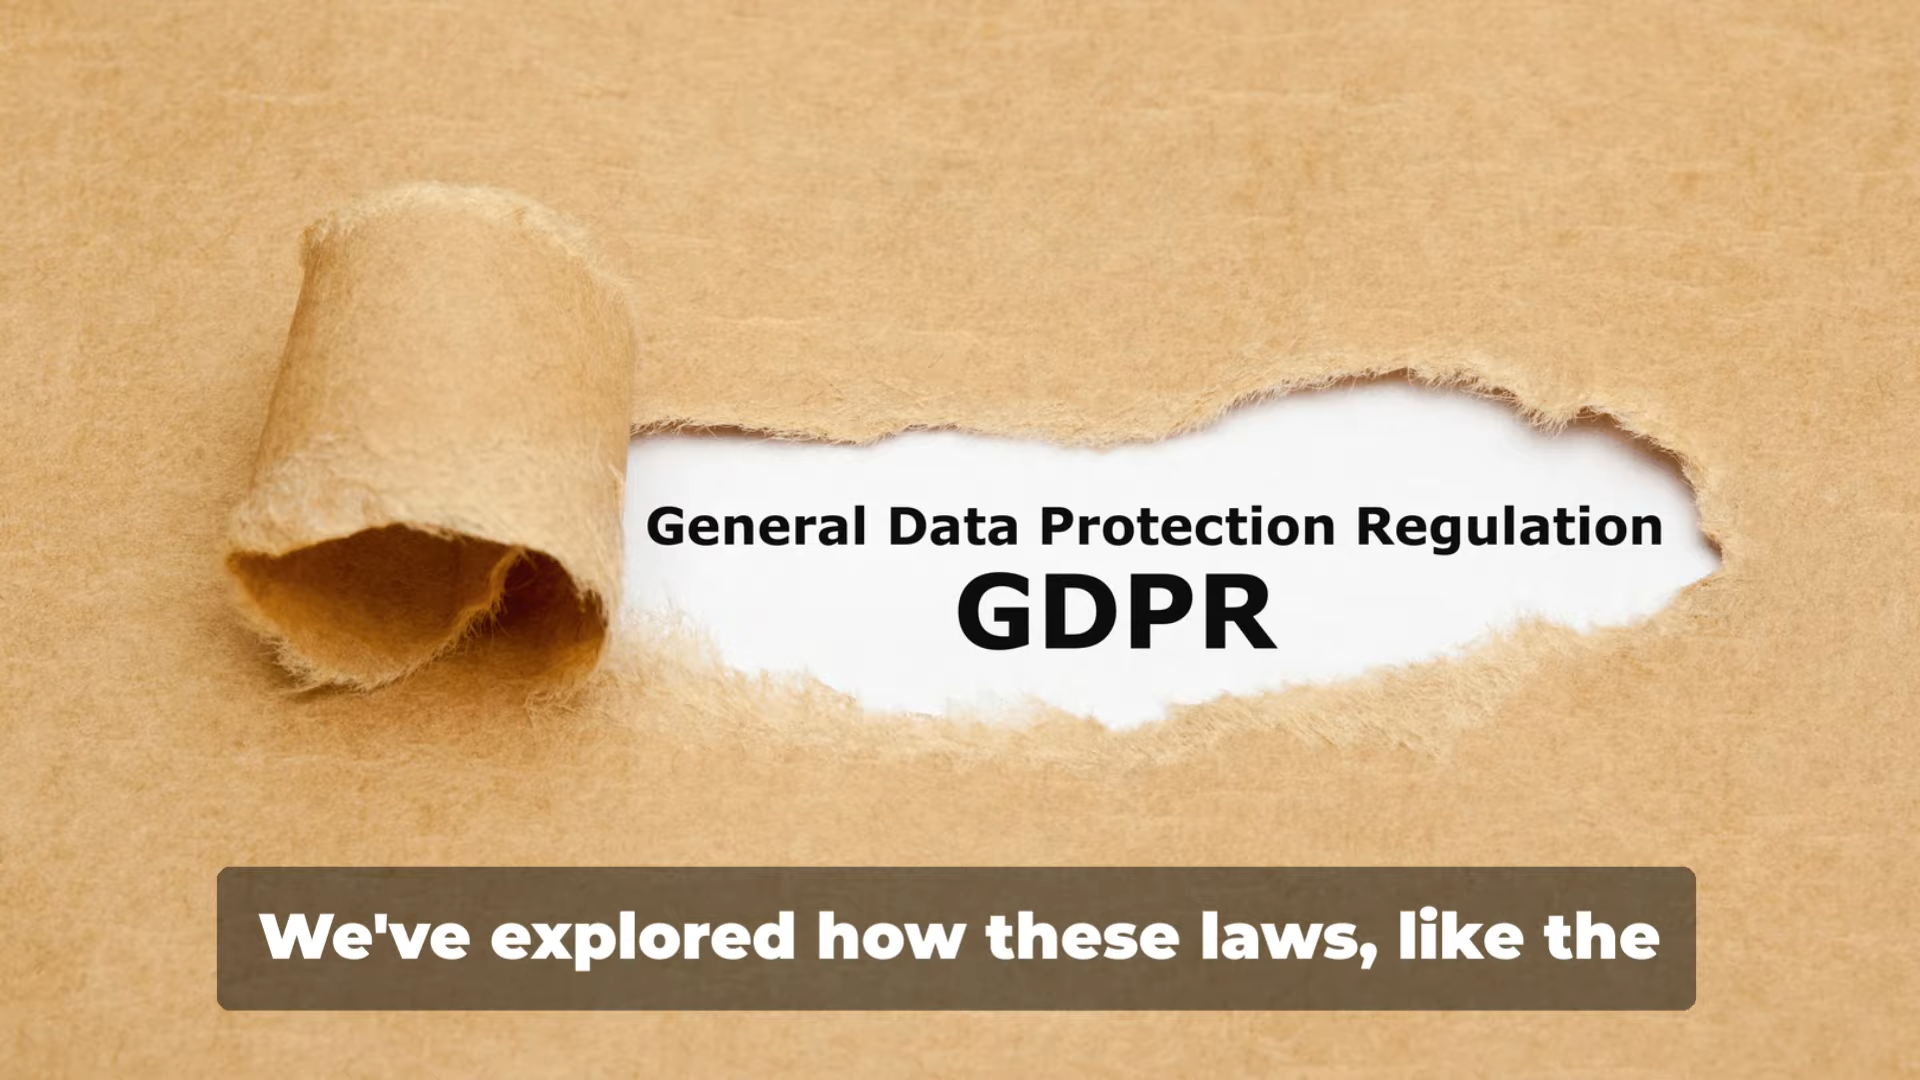 General Data Protection Regulation
GDPR
We've explored how these laws, like the